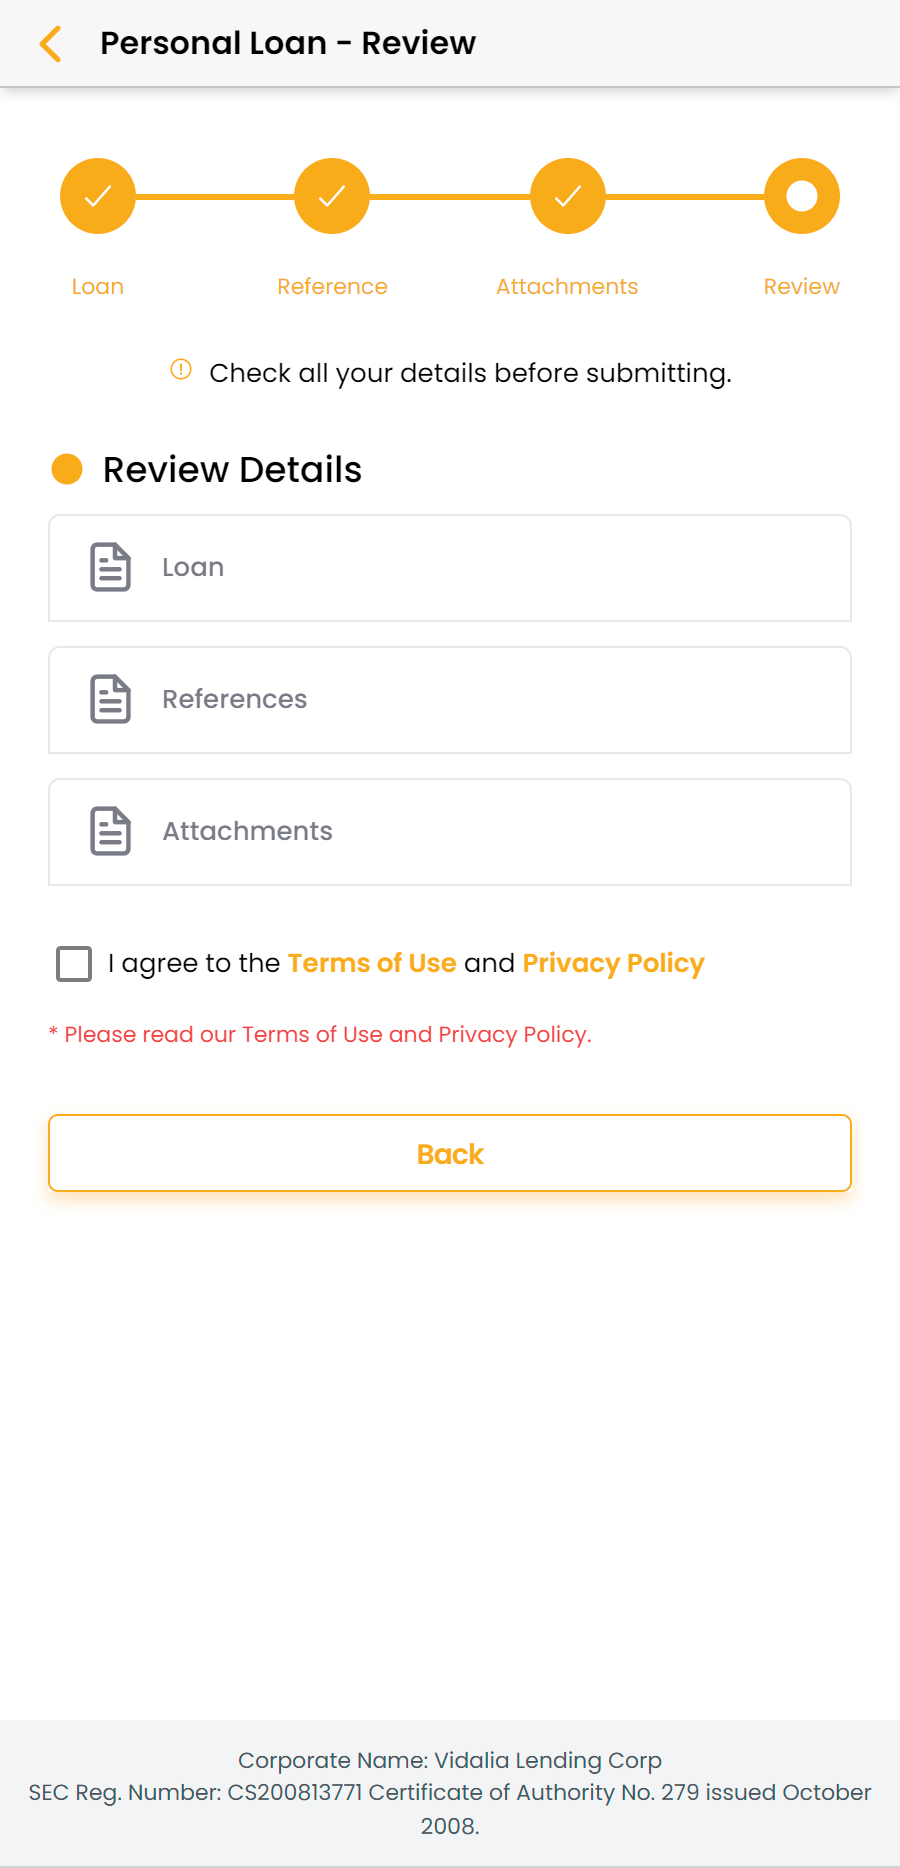 Personal Loan - Review
Loan
Reference
Attachments
Review
Check all your details before submitting.
Review Details
Loan
References
Attachments
I agree to the Terms of Use and Privacy Policy
* Please read our Terms of Use and Privacy Policy.
Back
Corporate Name: Vidalia Lending Corp
SEC Reg. Number: CS200813771 Certificate of Authority No. 279 issued October
2008.